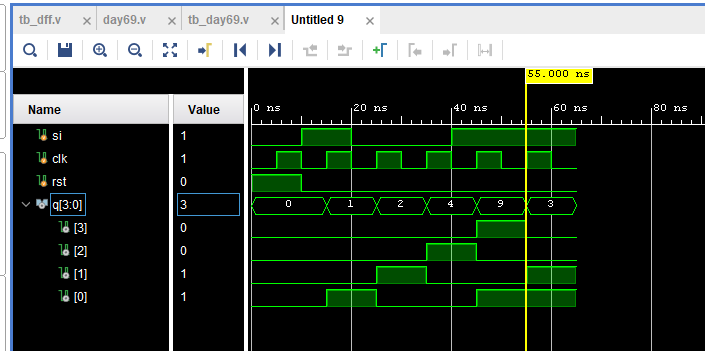 tb_dff.v day69.v tb_day69.v Untitled 9
55.000 ns
Name Value
0 ns 20 ns 40 ns 60 ns 80 ns
si 1
clk 1
rst 0
q[3:0] 3 0 1 2 4 9 3
[3] 0
[2] 0
[1] 1
[0] 1